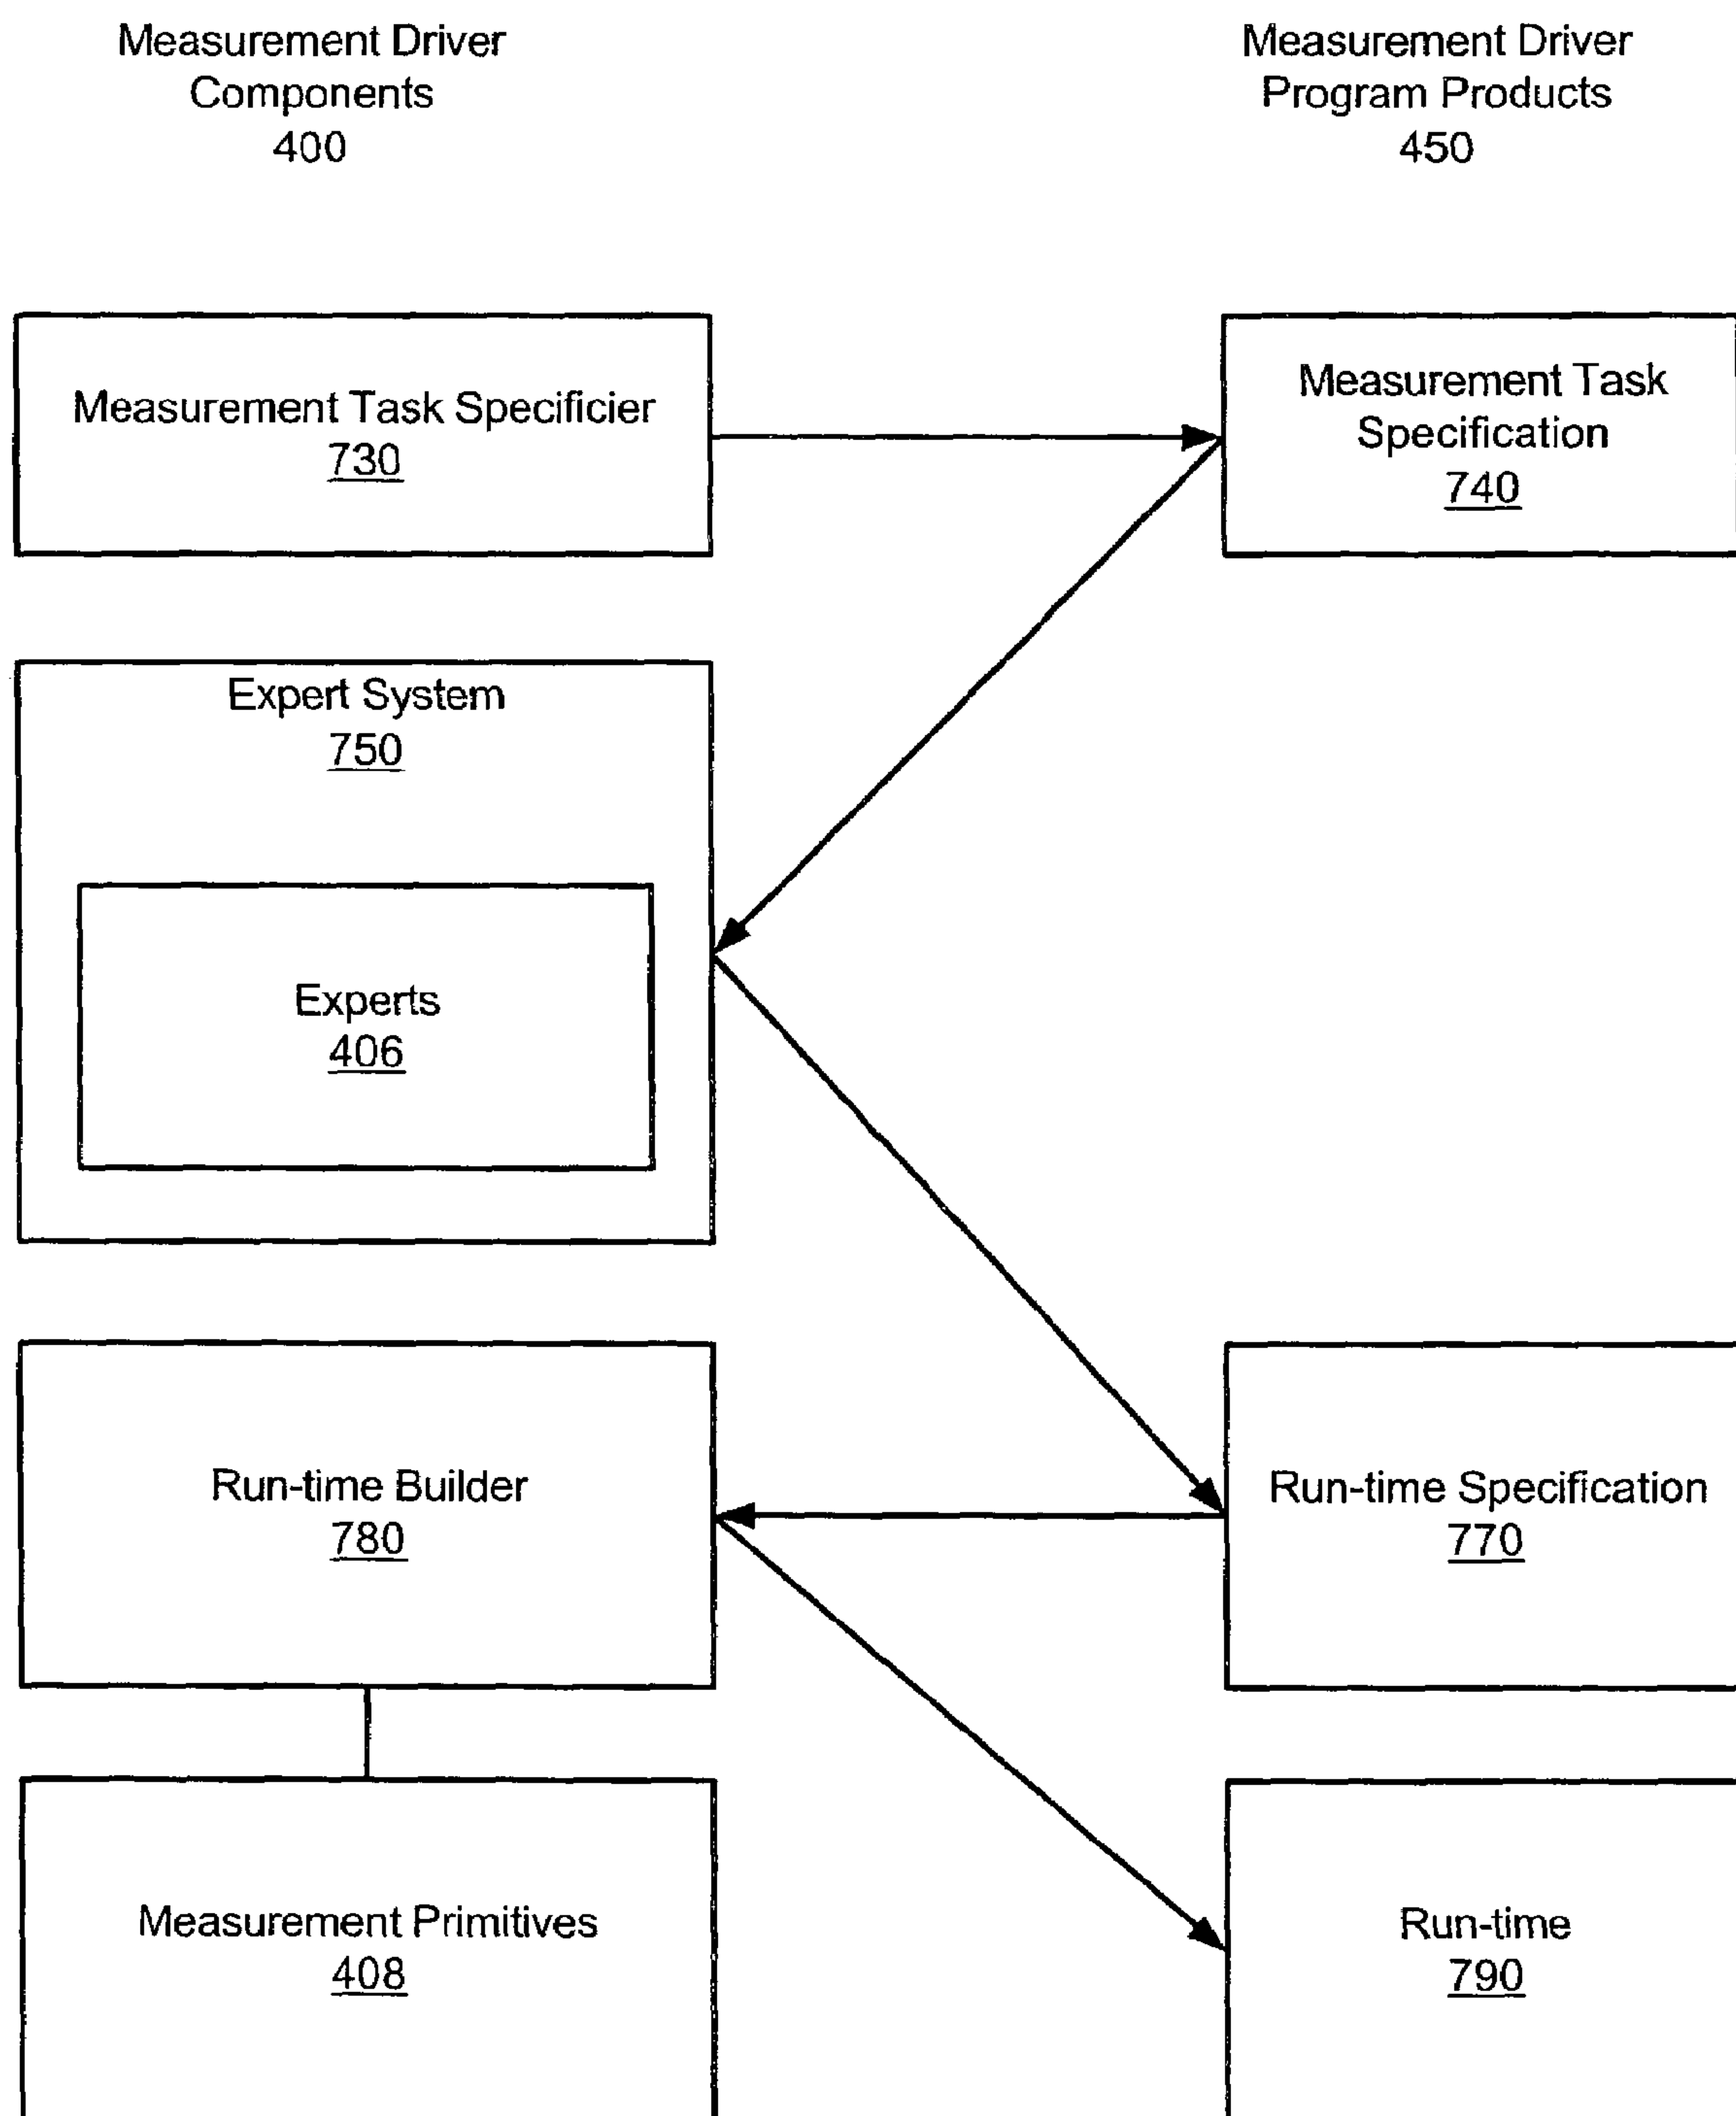 Measurement Driver
Components
400
Measurement Driver
Program Products
450
Measurement Task Specificier
730
Measurement Task
Specification
740
Expert System
750
Experts
406
Run-time Builder
780
Run-time Specification
770
Measurement Primitives
408
Run-time
790